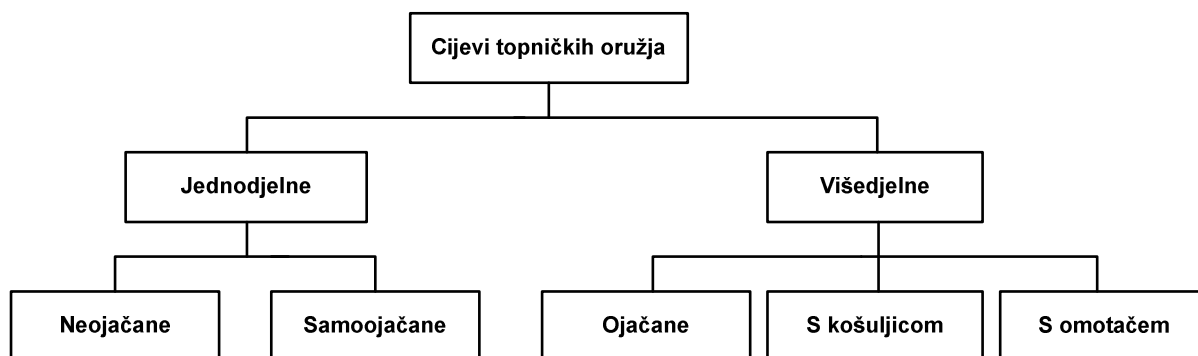 Cijevi topničkih oružja
Jednodjelne
Višedjelne
Neojačane
Samoojačane
Ojačane
S košuljicom
S omotačem